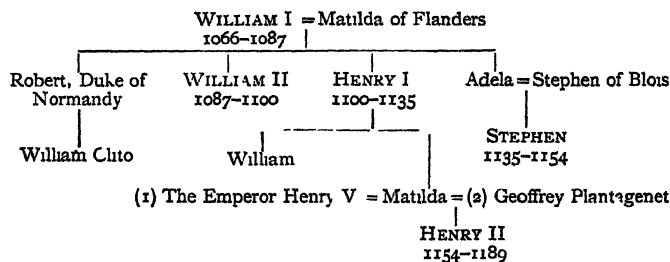 WILLIAM I = Matilda of Flanders
1066–1087
Robert, Duke of Normandy WILLIAM II HENRY I Adela = Stephen of Blois
1087–1100 1100–1135
William Clito William STEPHEN
1135–1154
(1) The Emperor Henry V = Matilda = (2) Geoffrey Plantagenet
HENRY II
1154–1189